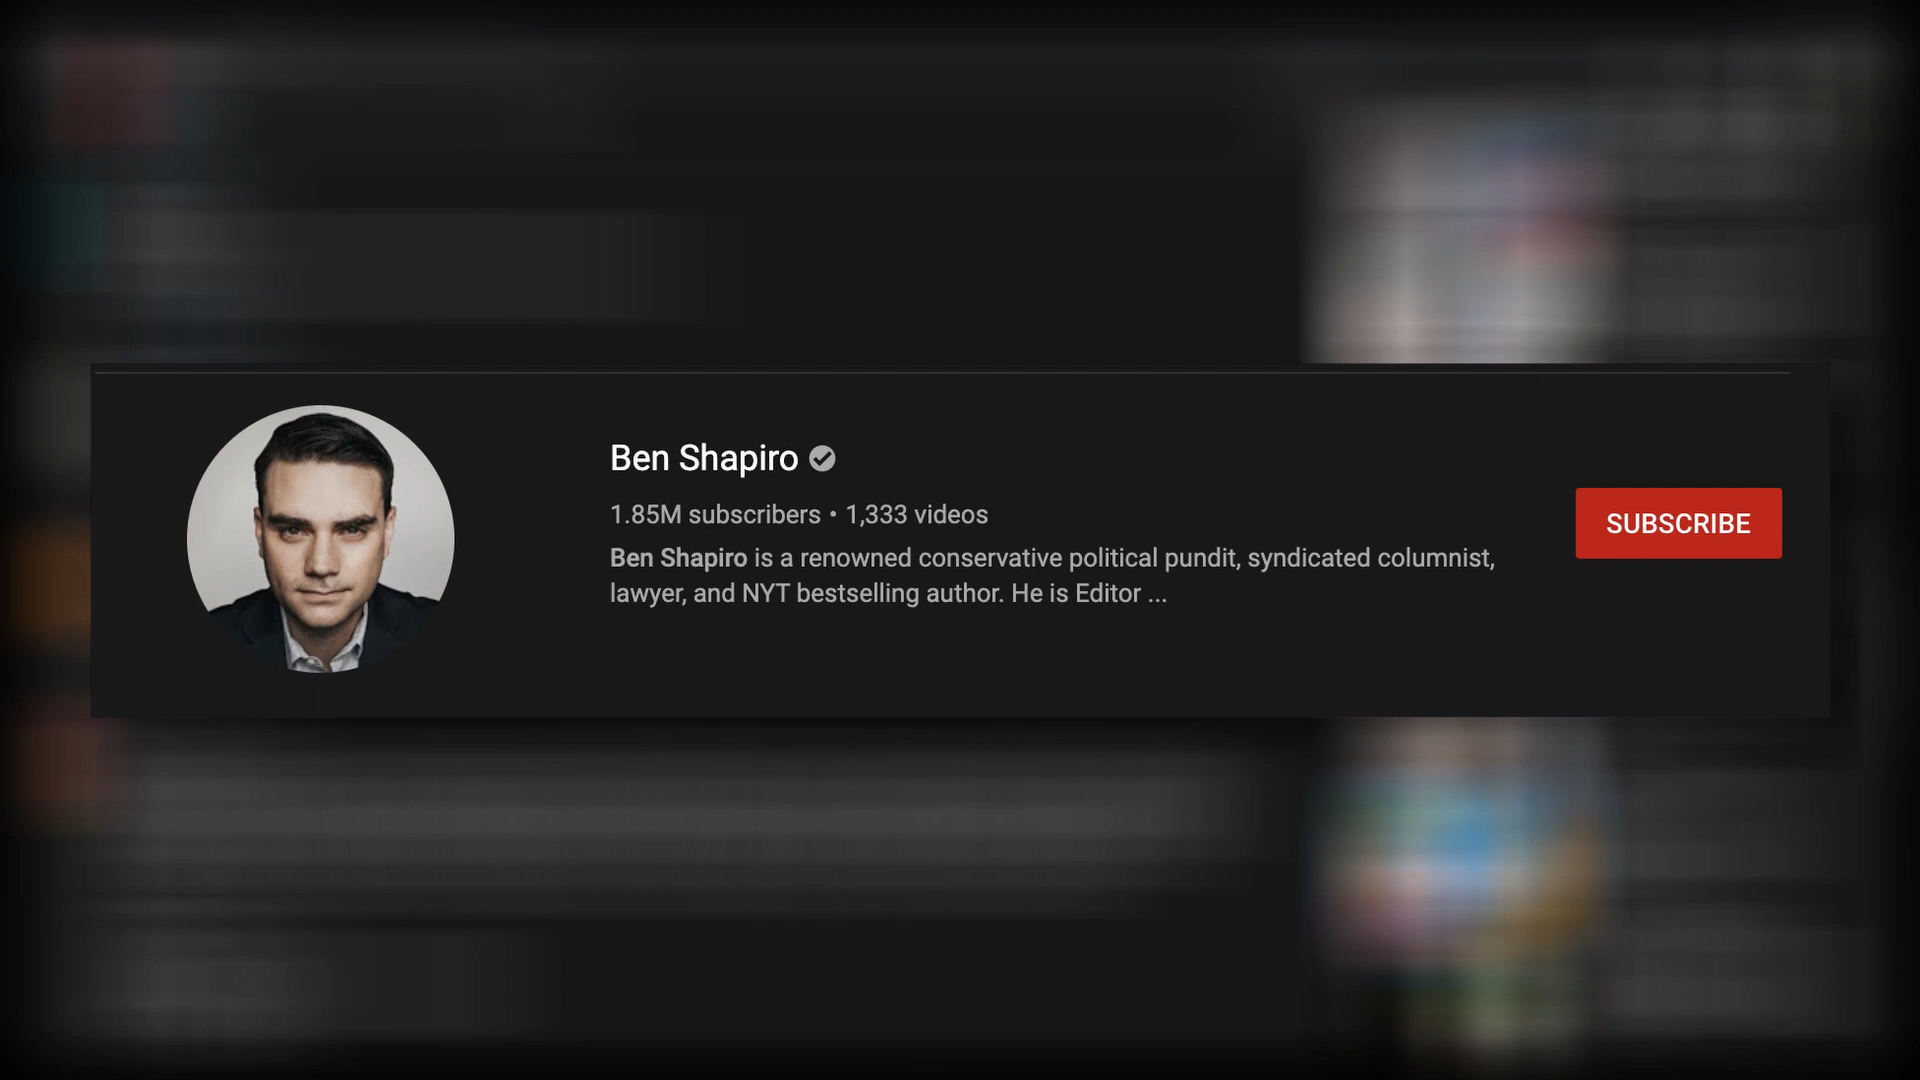 Ben Shapiro
1.85M subscribers • 1,333 videos
Ben Shapiro is a renowned conservative political pundit, syndicated columnist,
lawyer, and NYT bestselling author. He is Editor ...
SUBSCRIBE